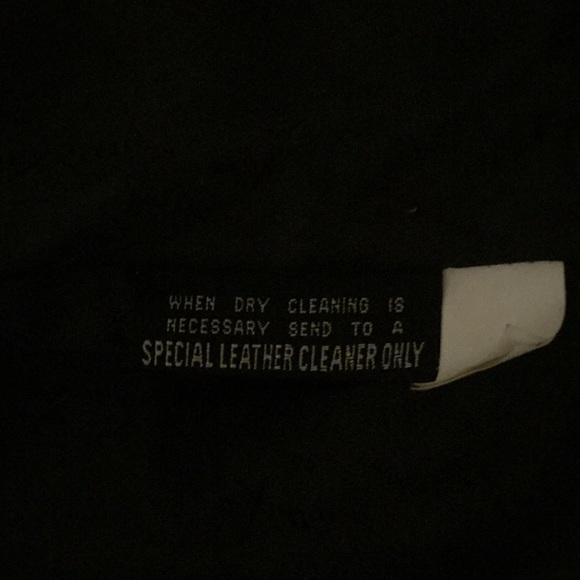 WHEN DRY CLEANING IS
NECESSARY SEND TO A
SPECIAL LEATHER CLEANER ONLY